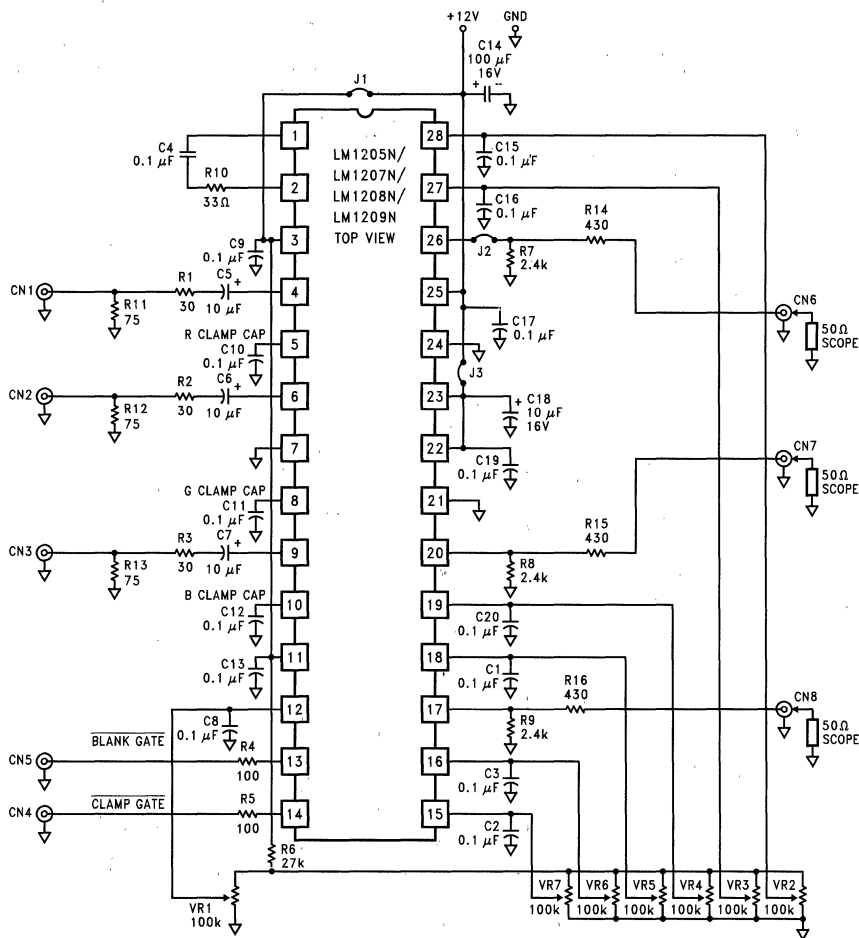 +12V
GND
C14
100 µF
16V
+
−
J1
1
28
C4
0.1 µF
C15
0.1 µF
LM1205N/
LM1207N/
LM1208N/
LM1209N
TOP VIEW
R10
33Ω
2
27
C16
0.1 µF
C9
0.1 µF
3
26
J2
R7
2.4k
R14
430
CN1
R11
75
R1
30
C5
+
10 µF
4
25
C17
0.1 µF
CN6
50Ω
SCOPE
R CLAMP CAP
C10
0.1 µF
5
24
J3
CN2
R12
75
R2
30
C6
+
10 µF
6
23
+
C18
10 µF
16V
7
22
C19
0.1 µF
CN7
50Ω
SCOPE
G CLAMP CAP
C11
0.1 µF
8
21
CN3
R13
75
R3
30
C7
+
10 µF
9
20
R8
2.4k
R15
430
B CLAMP CAP
C12
0.1 µF
10
19
C20
0.1 µF
C13
0.1 µF
11
18
C1
0.1 µF
C8
0.1 µF
12
17
R9
2.4k
R16
430
CN8
50Ω
SCOPE
BLANK GATE
CN5
R4
100
13
16
C3
0.1 µF
CLAMP GATE
CN4
R5
100
14
15
C2
0.1 µF
R6
27k
VR1
100k
VR7
100k
VR6
100k
VR5
100k
VR4
100k
VR3
100k
VR2
100k